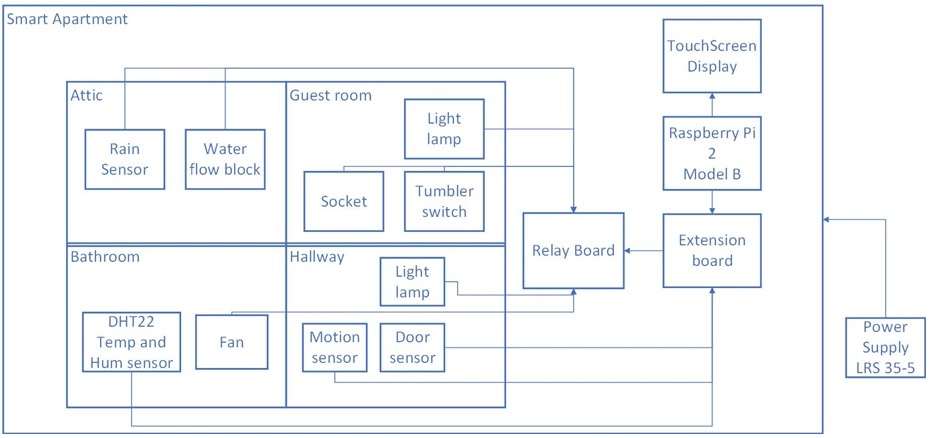 Smart Apartment
TouchScreen
Display
Attic
Guest room
Light
lamp
Rain
Sensor
Water
flow block
Raspberry Pi
2
Model B
Socket
Tumbler
switch
Relay Board
Extension
board
Bathroom
Hallway
Light
lamp
DHT22
Temp and
Hum sensor
Fan
Motion
sensor
Door
sensor
Power
Supply
LRS 35-5